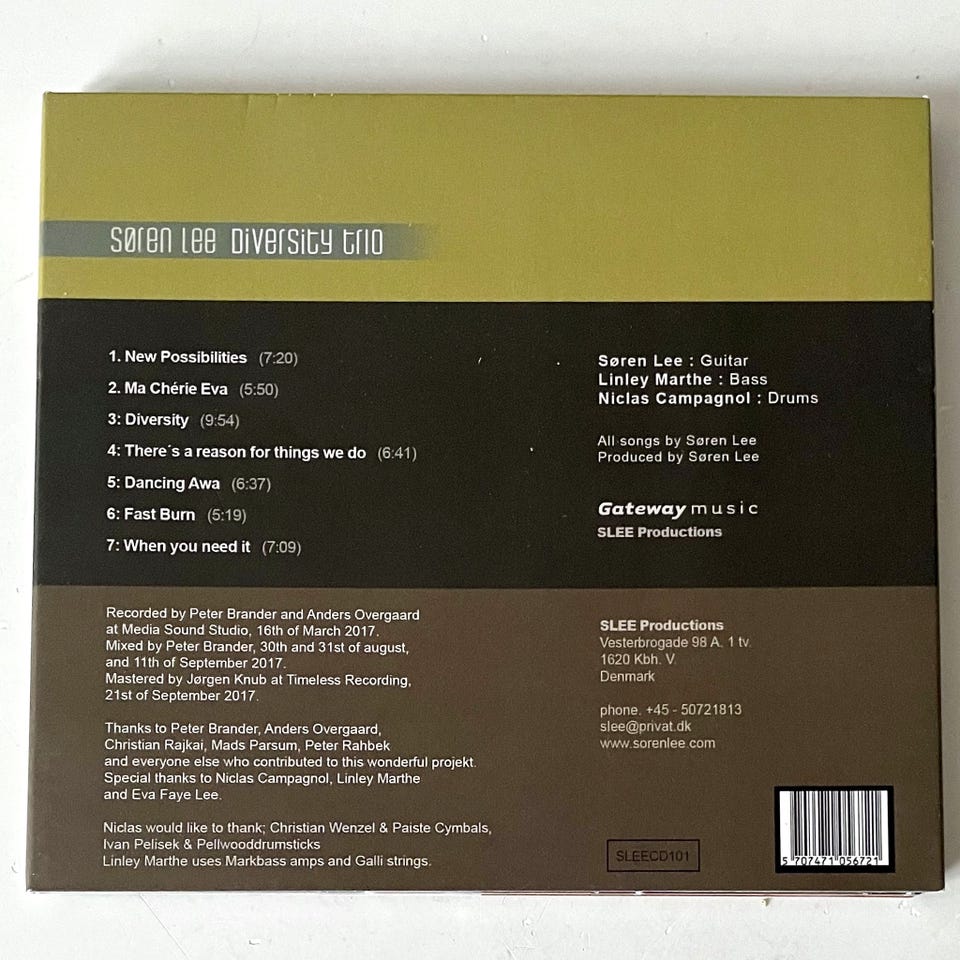 Søren Lee Diversity Trio
1. New Possibilities (7:20)
2. Ma Chérie Eva (5:50)
3: Diversity (9:54)
4: There´s a reason for things we do (6:41)
5: Dancing Awa (6:37)
6: Fast Burn (5:19)
7: When you need it (7:09)
Søren Lee : Guitar
Linley Marthe : Bass
Niclas Campagnol : Drums
All songs by Søren Lee
Produced by Søren Lee
Gateway music
SLEE Productions
Recorded by Peter Brander and Anders Overgaard
at Media Sound Studio, 16th of March 2017.
Mixed by Peter Brander, 30th and 31st of august,
and 11th of September 2017.
Mastered by Jørgen Knub at Timeless Recording,
21st of September 2017.
Thanks to Peter Brander, Anders Overgaard,
Christian Rajkai, Mads Parsum, Peter Rahbek
and everyone else who contributed to this wonderful projekt.
Special thanks to Niclas Campagnol, Linley Marthe
and Eva Faye Lee.
Niclas would like to thank; Christian Wenzel & Paiste Cymbals,
Ivan Pelisek & Pellwooddrumsticks
Linley Marthe uses Markbass amps and Galli strings.
SLEE Productions
Vesterbrogade 98 A. 1 tv.
1620 Kbh. V.
Denmark
phone. +45 - 50721813
slee@privat.dk
www.sorenlee.com
SLEECD101
5 707471 056721